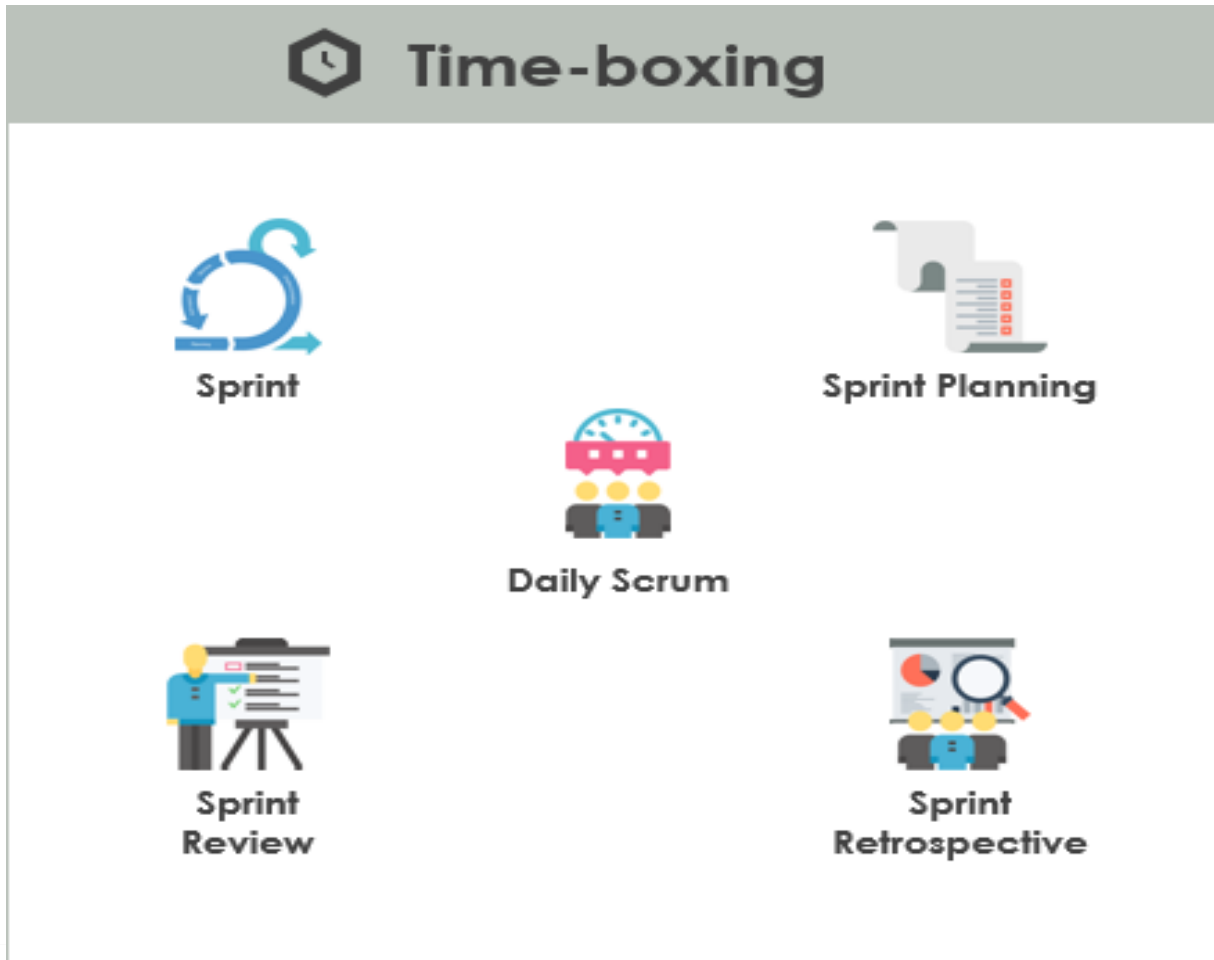 Time-boxing
Sprint
Sprint Planning
Daily Scrum
Sprint
Review
Sprint
Retrospective